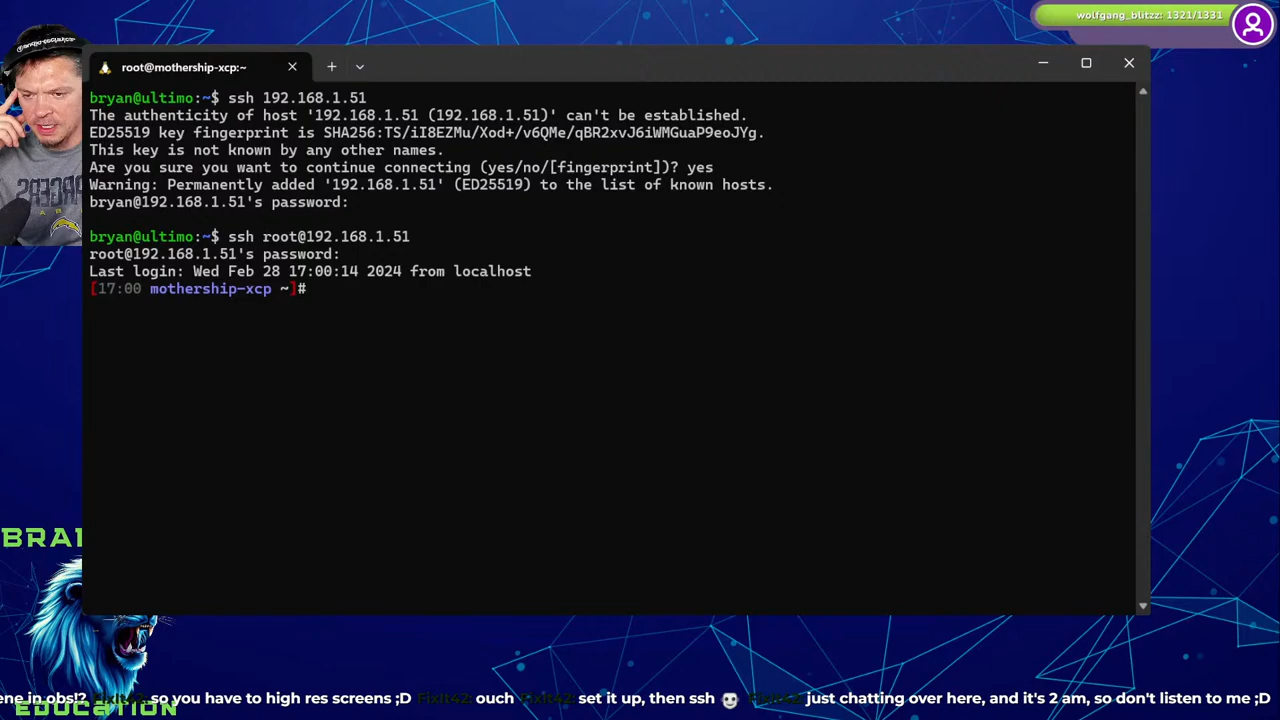 wolfgang_blitzz: 1321/1331
root@mothership-xcp:~
bryan@ultimo:~$ ssh 192.168.1.51
The authenticity of host '192.168.1.51 (192.168.1.51)' can't be established.
ED25519 key fingerprint is SHA256:TS/iI8EZMu/Xod+/v6QMe/qBR2xvJ6iWMGuaP9eoJYg.
This key is not known by any other names.
Are you sure you want to continue connecting (yes/no/[fingerprint])? yes
Warning: Permanently added '192.168.1.51' (ED25519) to the list of known hosts.
bryan@192.168.1.51's password:
bryan@ultimo:~$ ssh root@192.168.1.51
root@192.168.1.51's password:
Last login: Wed Feb 28 17:00:14 2024 from localhost
[17:00 mothership-xcp ~]#
BRA
ene in obs!? FixIt42: so you have to high res screens ;D FixIt42: ouch FixIt42: set it up, then ssh FixIt42: just chatting over here, and it's 2 am, so don't listen to me ;D
EDUCATION